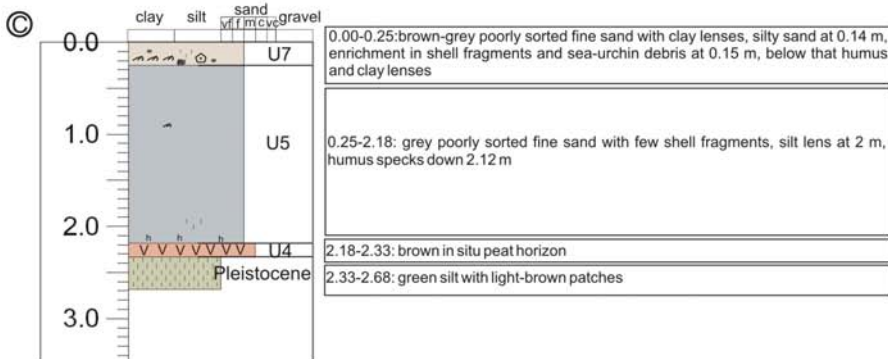 ©
clay silt sand gravel
vf f m c vc
0.0
U7
0.00-0.25:brown-grey poorly sorted fine sand with clay lenses, silty sand at 0.14 m,
enrichment in shell fragments and sea-urchin debris at 0.15 m, below that humus
and clay lenses
1.0
U5
0.25-2.18: grey poorly sorted fine sand with few shell fragments, silt lens at 2 m,
humus specks down 2.12 m
2.0
h h h
V V V V V V V
U4
2.18-2.33: brown in situ peat horizon
Pleistocene
2.33-2.68: green silt with light-brown patches
3.0